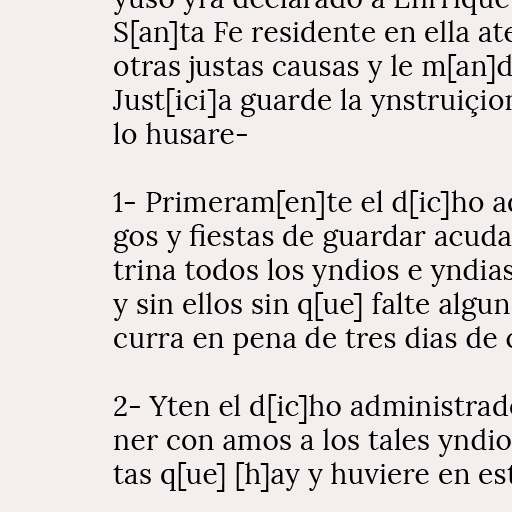 yuso yra declarado a Enrrique
S[an]ta Fe residente en ella ate
otras justas causas y le m[an]d
Just[ici]a guarde la ynstruiçion
lo husare-
1- Primeram[en]te el d[ic]ho ad
gos y fiestas de guardar acuda
trina todos los yndios e yndias
y sin ellos sin q[ue] falte algun
curra en pena de tres dias de c
2- Yten el d[ic]ho administrado
ner con amos a los tales yndio
tas q[ue] [h]ay y huviere en est